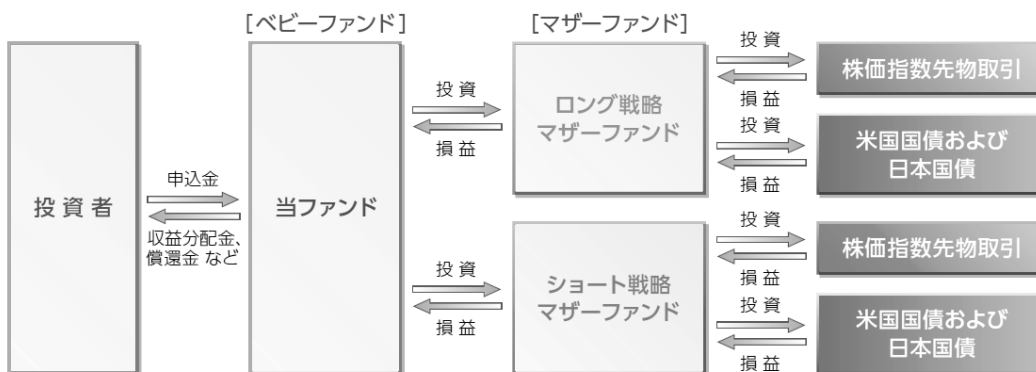 [ベビーファンド]
[マザーファンド]
投資者
申込金
収益分配金、
償還金 など
当ファンド
投資
損益
ロング戦略
マザーファンド
投資
損益
株価指数先物取引
投資
損益
米国国債および
日本国債
投資
損益
ショート戦略
マザーファンド
投資
損益
株価指数先物取引
投資
損益
米国国債および
日本国債